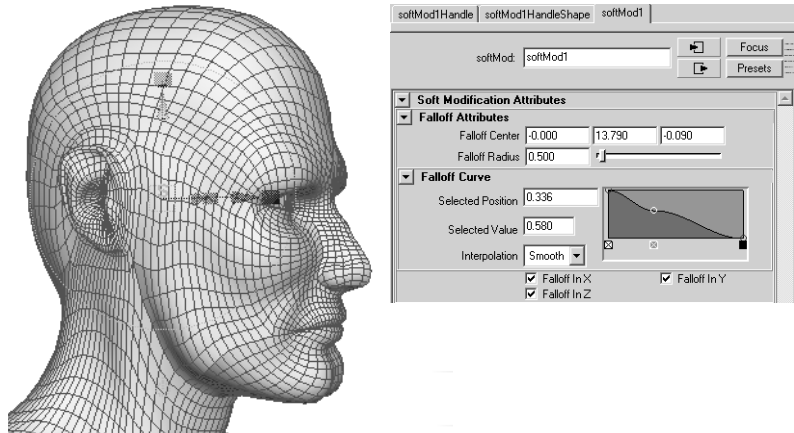 softMod1Handle softMod1HandleShape softMod1
softMod: softMod1
Focus
Presets
Soft Modification Attributes
Falloff Attributes
Falloff Center -0.000 13.790 -0.090
Falloff Radius 0.500
Falloff Curve
Selected Position 0.336
Selected Value 0.580
Interpolation Smooth
Falloff In X Falloff In Y
Falloff In Z